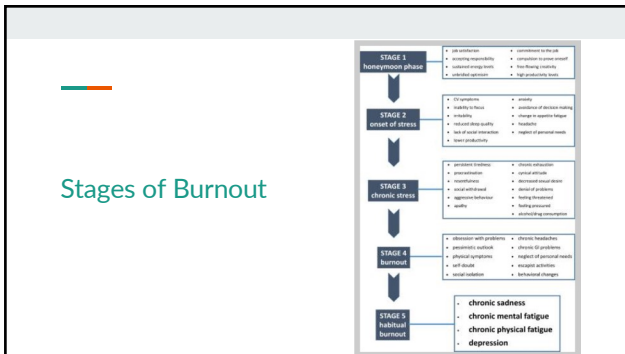 Stages of Burnout
STAGE 1
honeymoon phase
job satisfaction
accepting responsibility
sustained energy levels
unbridled optimism
commitment to the job
compulsion to prove oneself
free-flowing creativity
high productivity levels
STAGE 2
onset of stress
CV symptoms
inability to focus
irritability
reduced sleep quality
lack of social interaction
lower productivity
anxiety
avoidance of decision making
change in appetite fatigue
headache
neglect of personal needs
STAGE 3
chronic stress
persistent tiredness
procrastination
resentfulness
social withdrawal
aggressive behaviour
apathy
chronic exhaustion
cynical attitude
decreased sexual desire
denial of problems
feeling threatened
feeling pressured
alcohol/drug consumption
STAGE 4
burnout
obsession with problems
pessimistic outlook
physical symptoms
self-doubt
social isolation
chronic headaches
chronic GI problems
neglect of personal needs
escapist activities
behavioral changes
STAGE 5
habitual
burnout
chronic sadness
chronic mental fatigue
chronic physical fatigue
depression